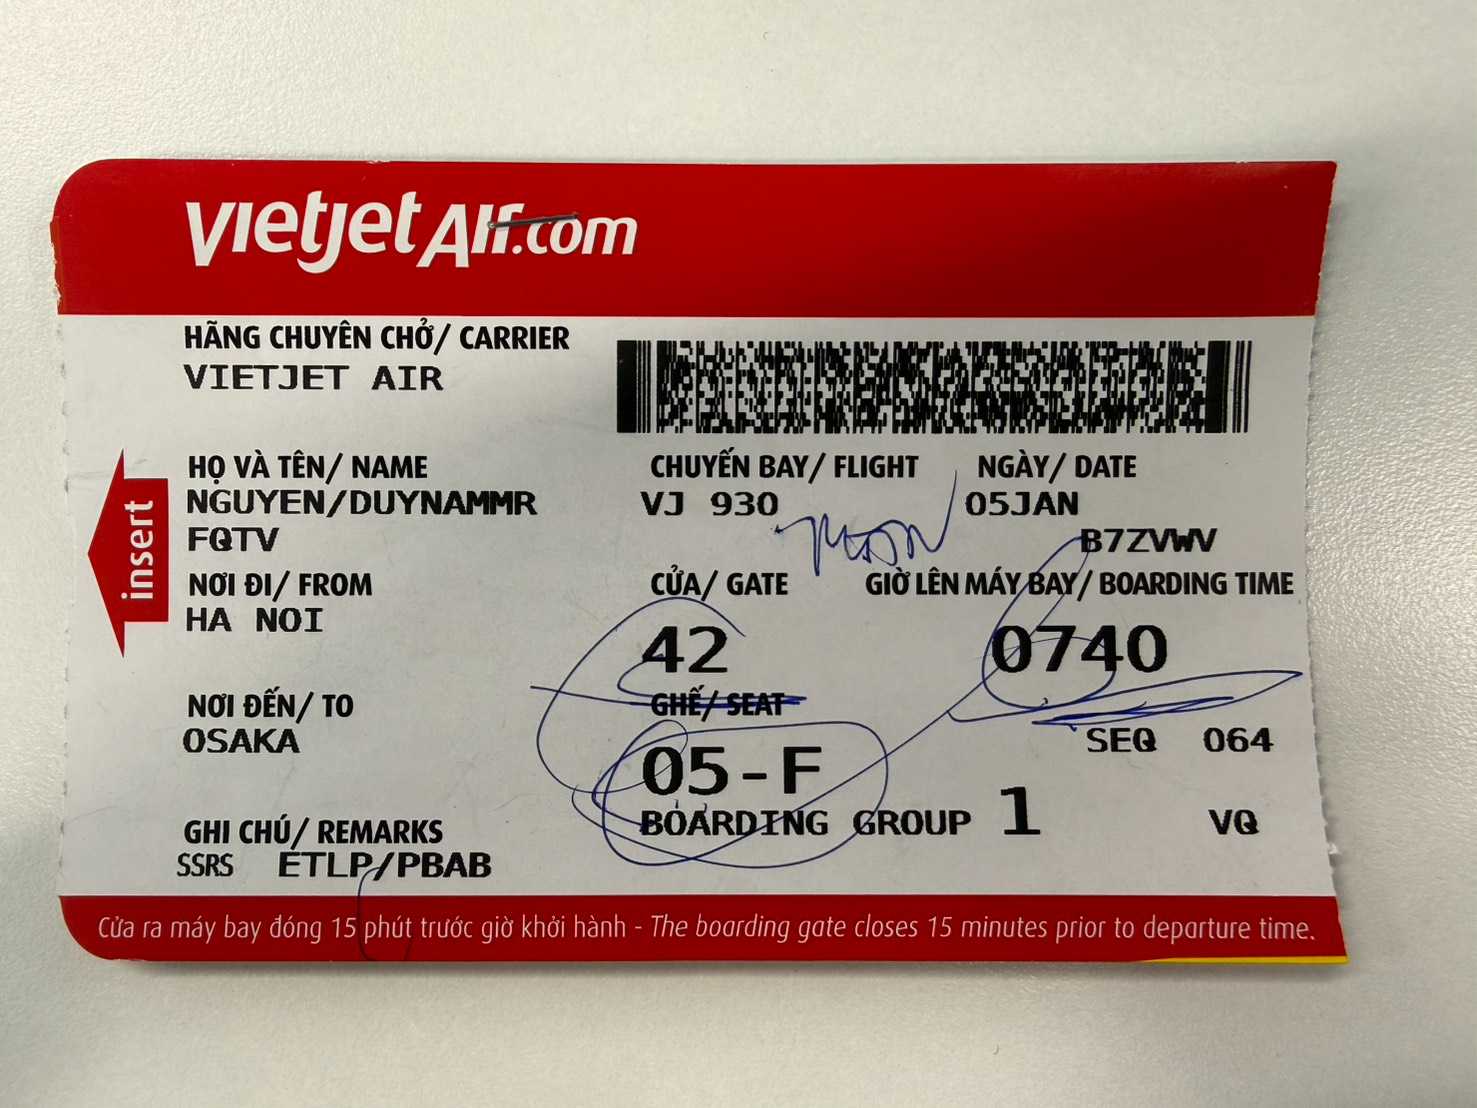 vietjetAir.com
HÃNG CHUYÊN CHỞ/ CARRIER
VIETJET AIR
HỌ VÀ TÊN/ NAME
NGUYEN/DUYNAMMR
FQTV
CHUYẾN BAY/ FLIGHT
VJ 930
NGÀY/ DATE
05JAN
B7ZVWV
NƠI ĐI/ FROM
HA NOI
CỬA/ GATE
42
GIỜ LÊN MÁY BAY/ BOARDING TIME
0740
NƠI ĐẾN/ TO
OSAKA
GHẾ/ SEAT
05-F
SEQ 064
BOARDING GROUP 1
VQ
GHI CHÚ/ REMARKS
SSRS ETLP/PBAB
insert
Cửa ra máy bay đóng 15 phút trước giờ khởi hành - The boarding gate closes 15 minutes prior to departure time.